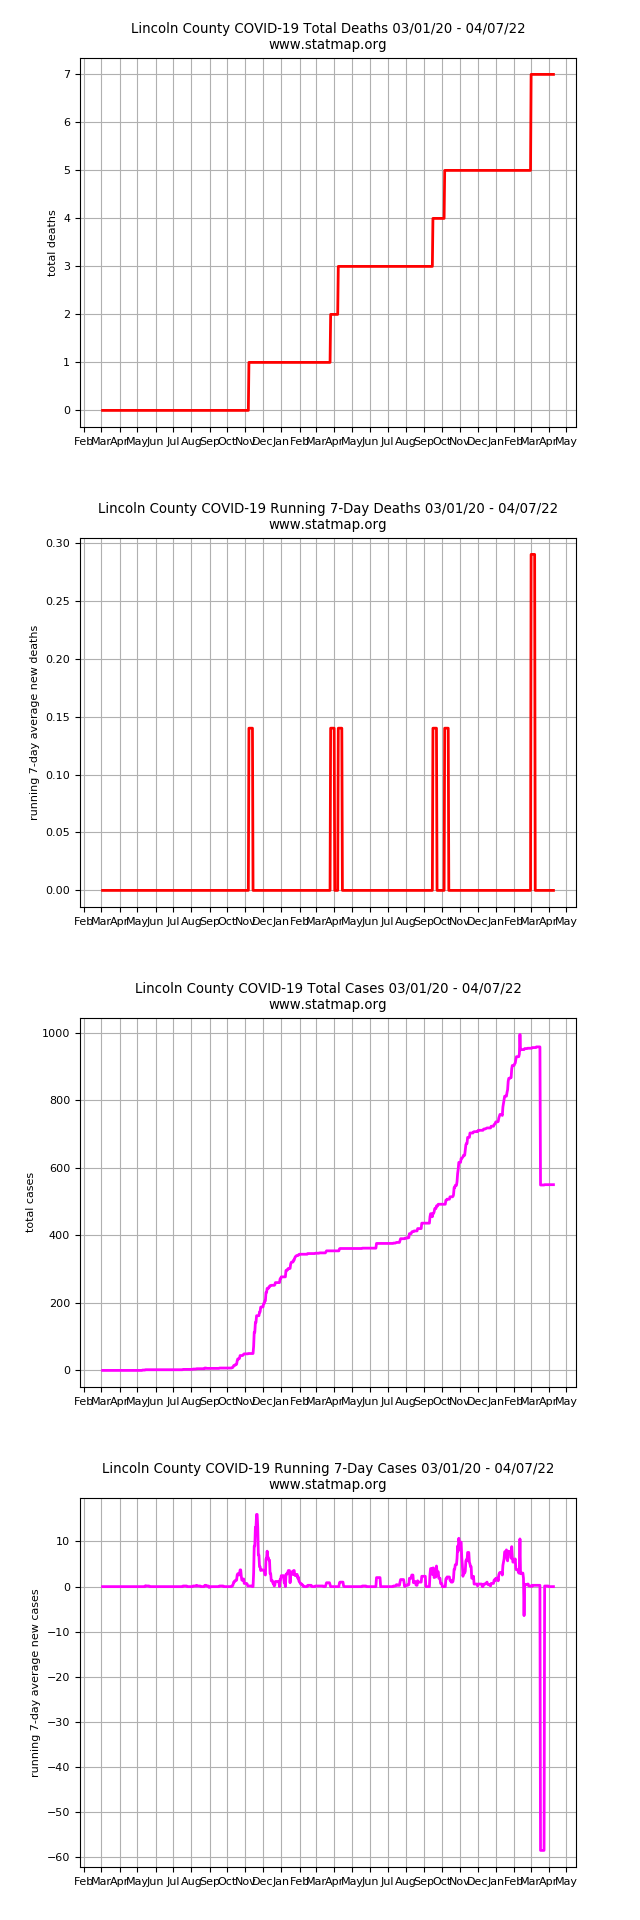 Lincoln County COVID-19 Total Deaths 03/01/20 - 04/07/22
www.statmap.org
7
6
5
4
3
2
1
0
total deaths
Feb Mar Apr May Jun Jul Aug Sep Oct Nov Dec Jan Feb Mar Apr May Jun Jul Aug Sep Oct Nov Dec Jan Feb Mar Apr May
Lincoln County COVID-19 Running 7-Day Deaths 03/01/20 - 04/07/22
www.statmap.org
0.30
0.25
0.20
0.15
0.10
0.05
0.00
running 7-day average new deaths
Feb Mar Apr May Jun Jul Aug Sep Oct Nov Dec Jan Feb Mar Apr May Jun Jul Aug Sep Oct Nov Dec Jan Feb Mar Apr May
Lincoln County COVID-19 Total Cases 03/01/20 - 04/07/22
www.statmap.org
1000
800
600
400
200
0
total cases
Feb Mar Apr May Jun Jul Aug Sep Oct Nov Dec Jan Feb Mar Apr May Jun Jul Aug Sep Oct Nov Dec Jan Feb Mar Apr May
Lincoln County COVID-19 Running 7-Day Cases 03/01/20 - 04/07/22
www.statmap.org
10
0
−10
−20
−30
−40
−50
−60
running 7-day average new cases
Feb Mar Apr May Jun Jul Aug Sep Oct Nov Dec Jan Feb Mar Apr May Jun Jul Aug Sep Oct Nov Dec Jan Feb Mar Apr May